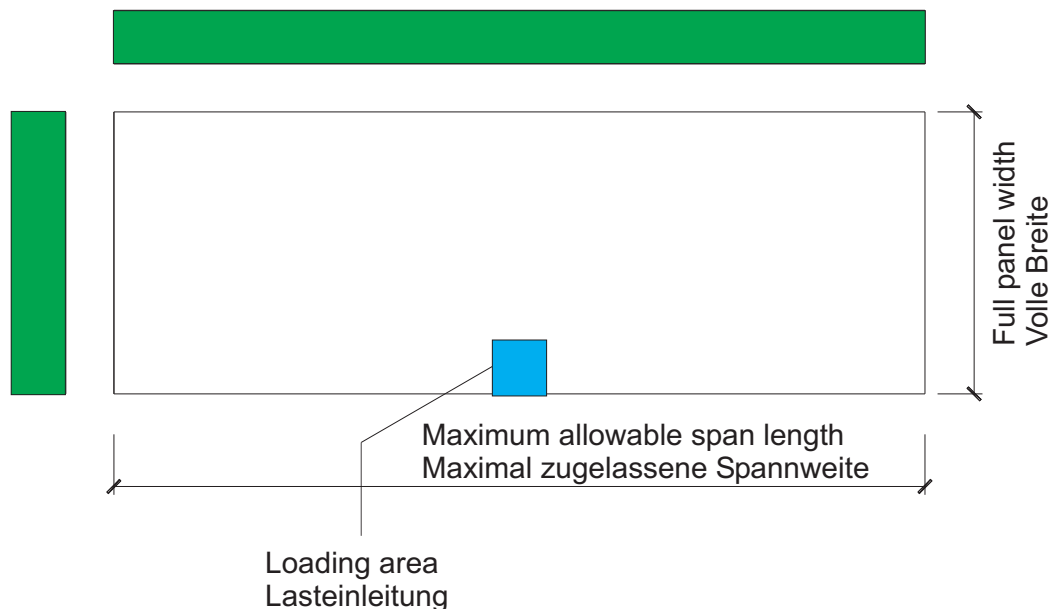 Full panel width
Volle Breite
Maximum allowable span length
Maximal zugelassene Spannweite
Loading area
Lasteinleitung